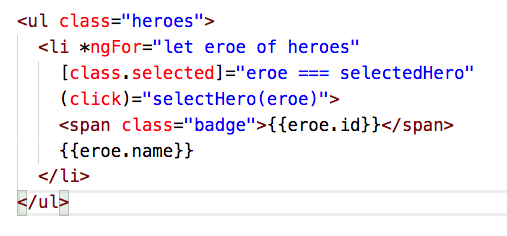 <ul class="heroes">
<li *ngFor="let eroe of heroes"
[class.selected]="eroe === selectedHero"
(click)="selectHero(eroe)">
<span class="badge">{{eroe.id}}</span>
{{eroe.name}}
</li>
</ul>